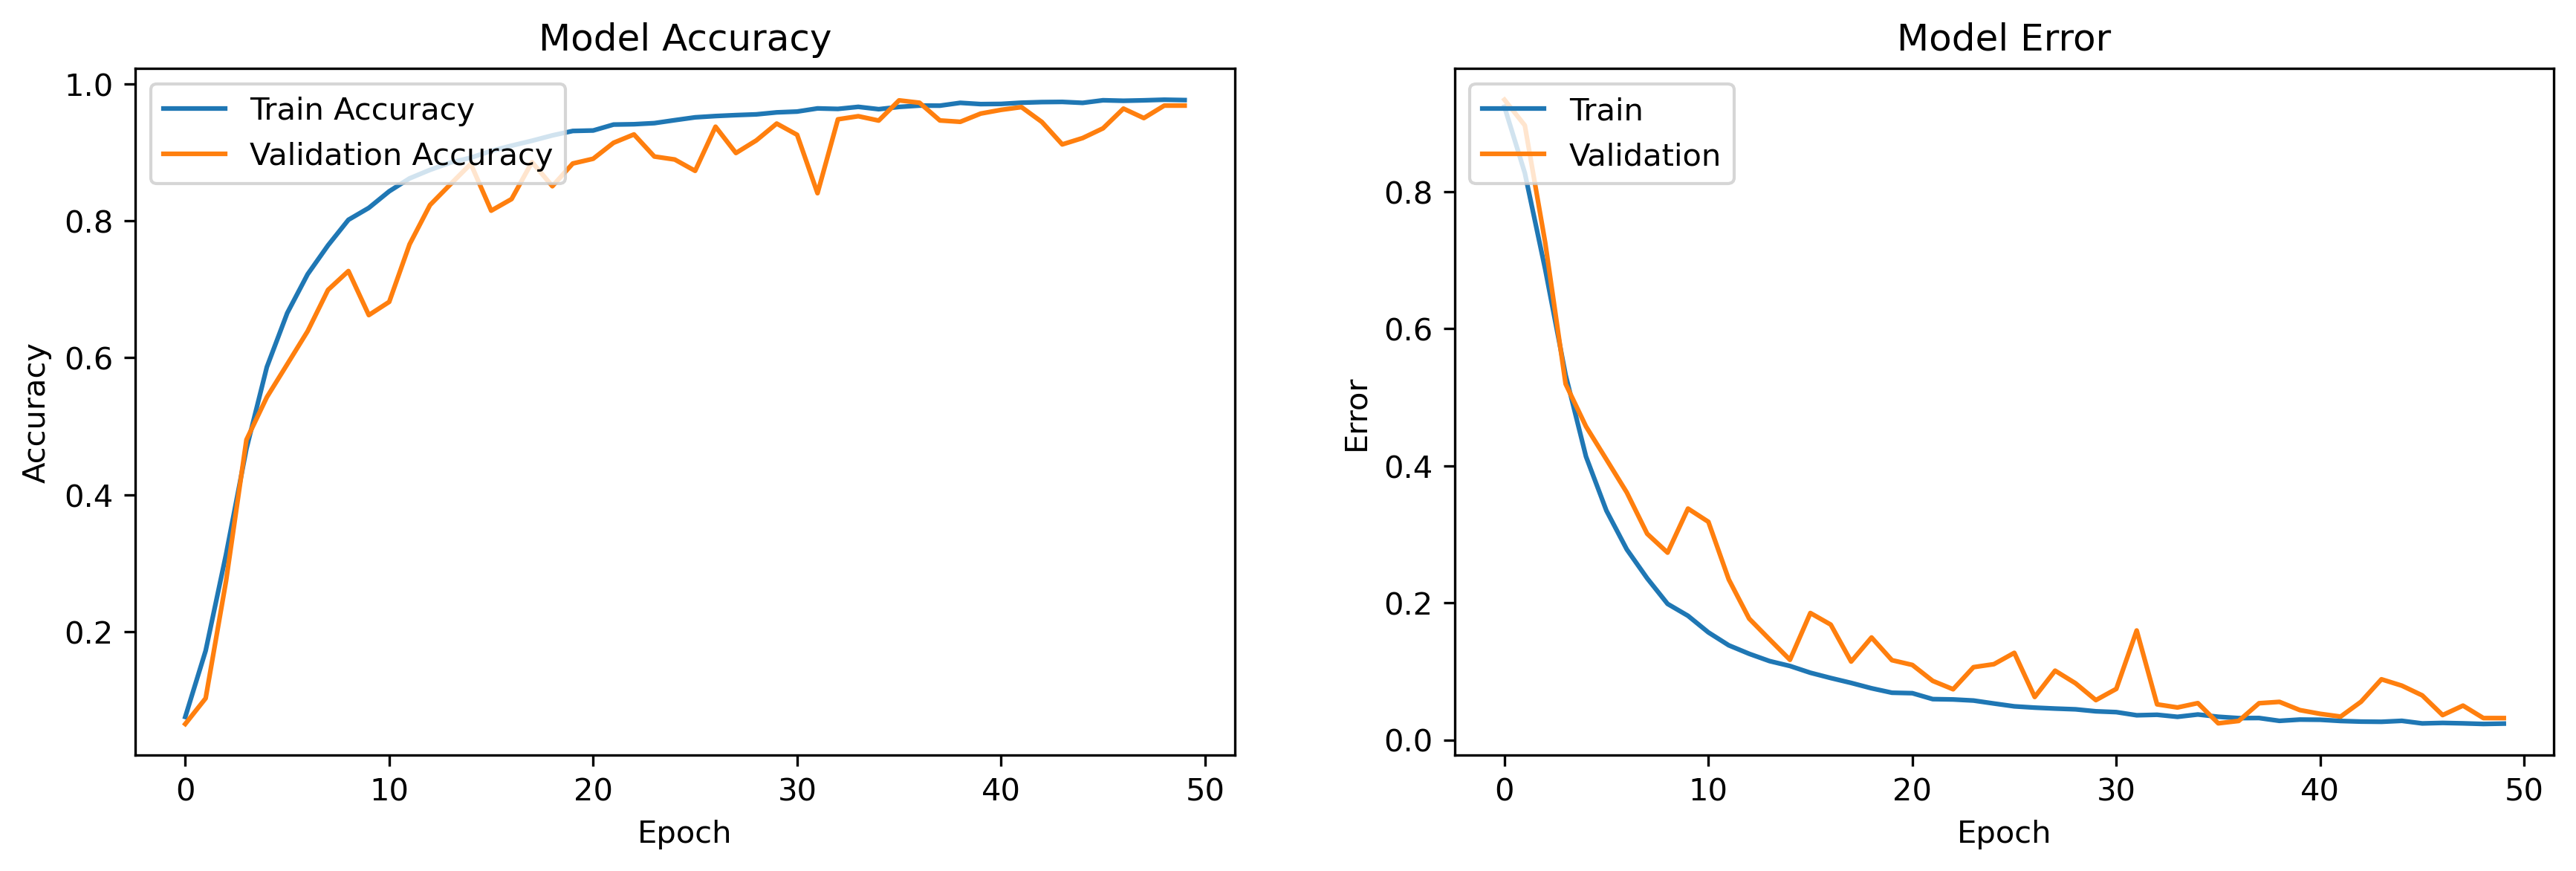 Model Accuracy
Train Accuracy
Validation Accuracy
1.0
0.8
0.6
0.4
0.2
Accuracy
0 10 20 30 40 50
Epoch
Model Error
Train
Validation
0.8
0.6
0.4
0.2
0.0
Error
0 10 20 30 40 50
Epoch